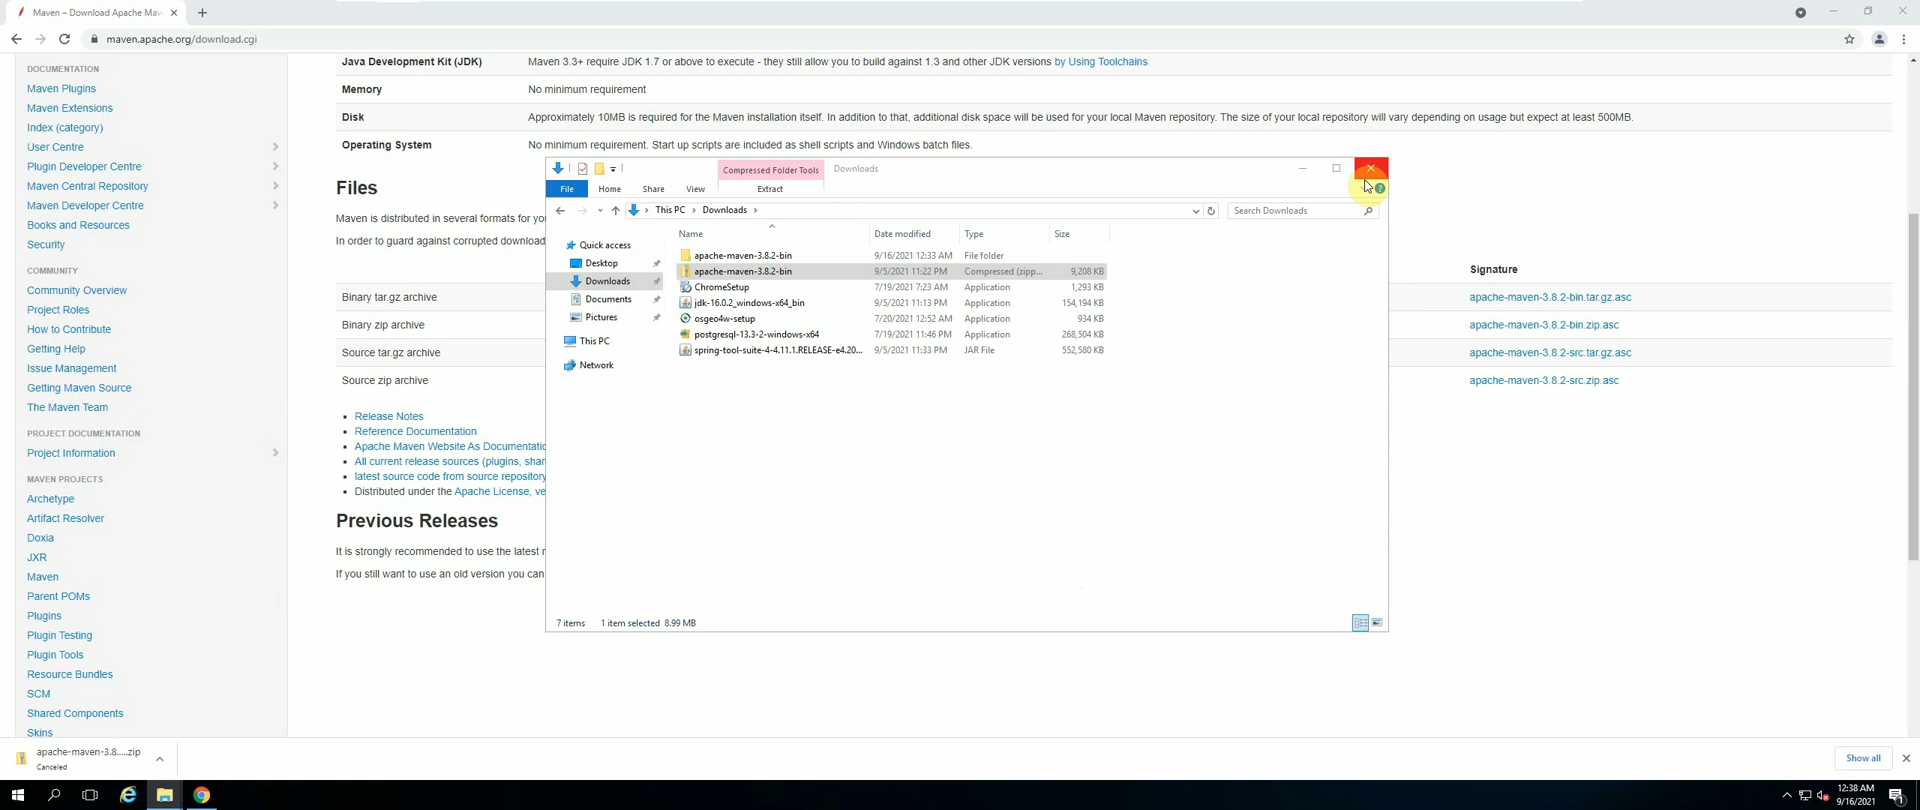 Maven – Download Apache Mav
maven.apache.org/download.cgi
DOCUMENTATION
Maven Plugins
Maven Extensions
Index (category)
User Centre
Plugin Developer Centre
Maven Central Repository
Maven Developer Centre
Books and Resources
Security
COMMUNITY
Community Overview
Project Roles
How to Contribute
Getting Help
Issue Management
Getting Maven Source
The Maven Team
PROJECT DOCUMENTATION
Project Information
MAVEN PROJECTS
Archetype
Artifact Resolver
Doxia
JXR
Maven
Parent POMs
Plugins
Plugin Testing
Plugin Tools
Resource Bundles
SCM
Shared Components
Skins
Java Development Kit (JDK) Maven 3.3+ require JDK 1.7 or above to execute - they still allow you to build against 1.3 and other JDK versions by Using Toolchains
Memory No minimum requirement
Disk Approximately 10MB is required for the Maven installation itself. In addition to that, additional disk space will be used for your local Maven repository. The size of your local repository will vary depending on usage but expect at least 500MB.
Operating System No minimum requirement. Start up scripts are included as shell scripts and Windows batch files.
Files
Maven is distributed in several formats for yo
In order to guard against corrupted download
Signature
Binary tar.gz archive apache-maven-3.8.2-bin.tar.gz.asc
Binary zip archive apache-maven-3.8.2-bin.zip.asc
Source tar.gz archive apache-maven-3.8.2-src.tar.gz.asc
Source zip archive apache-maven-3.8.2-src.zip.asc
Release Notes
Reference Documentation
Apache Maven Website As Documentatio
All current release sources (plugins, shar
latest source code from source repository
Distributed under the Apache License, ve
Previous Releases
It is strongly recommended to use the latest r
If you still want to use an old version you can
Compressed Folder Tools Downloads
File Home Share View Extract
This PC Downloads Search Downloads
Quick access
Desktop
Downloads
Documents
Pictures
This PC
Network
Name Date modified Type Size
apache-maven-3.8.2-bin 9/16/2021 12:33 AM File folder
apache-maven-3.8.2-bin 9/5/2021 11:22 PM Compressed (zipp... 9,208 KB
ChromeSetup 7/19/2021 7:23 AM Application 1,293 KB
jdk-16.0.2_windows-x64_bin 9/5/2021 11:13 PM Application 154,194 KB
osgeo4w-setup 7/20/2021 12:52 AM Application 934 KB
postgresql-13.3-2-windows-x64 7/19/2021 11:46 PM Application 268,504 KB
spring-tool-suite-4-4.11.1.RELEASE-e4.20... 9/5/2021 11:33 PM JAR File 552,580 KB
7 items 1 item selected 8.99 MB
apache-maven-3.8.....zip
Canceled
Show all
12:38 AM
9/16/2021